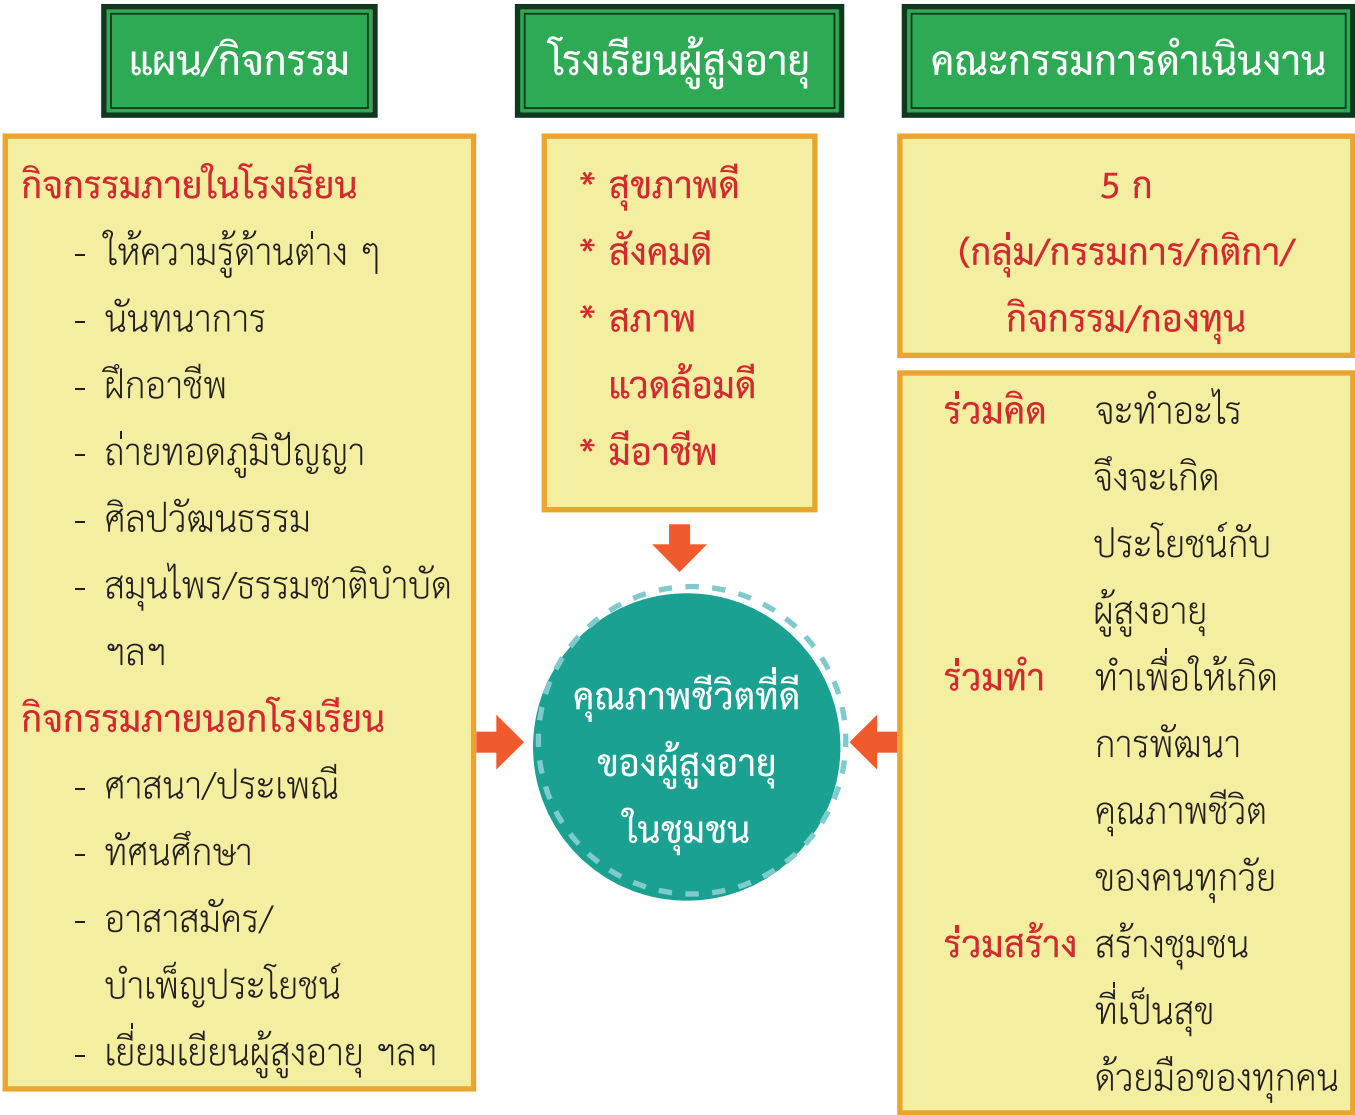 แผน/กิจกรรม
กิจกรรมภายในโรงเรียน
- ให้ความรู้ด้านต่าง ๆ
- นันทนาการ
- ฝึกอาชีพ
- ถ่ายทอดภูมิปัญญา
- ศิลปวัฒนธรรม
- สมุนไพร/ธรรมชาติบำบัด
ฯลฯ
กิจกรรมภายนอกโรงเรียน
- ศาสนา/ประเพณี
- ทัศนศึกษา
- อาสาสมัคร/
บำเพ็ญประโยชน์
- เยี่ยมเยียนผู้สูงอายุ ฯลฯ
โรงเรียนผู้สูงอายุ
* สุขภาพดี
* สังคมดี
* สภาพ
แวดล้อมดี
* มีอาชีพ
คุณภาพชีวิตที่ดี
ของผู้สูงอายุ
ในชุมชน
คณะกรรมการดำเนินงาน
5 ก
(กลุ่ม/กรรมการ/กติกา/
กิจกรรม/กองทุน
ร่วมคิด จะทำอะไร
จึงจะเกิด
ประโยชน์กับ
ผู้สูงอายุ
ร่วมทำ ทำเพื่อให้เกิด
การพัฒนา
คุณภาพชีวิต
ของคนทุกวัย
ร่วมสร้าง สร้างชุมชน
ที่เป็นสุข
ด้วยมือของทุกคน